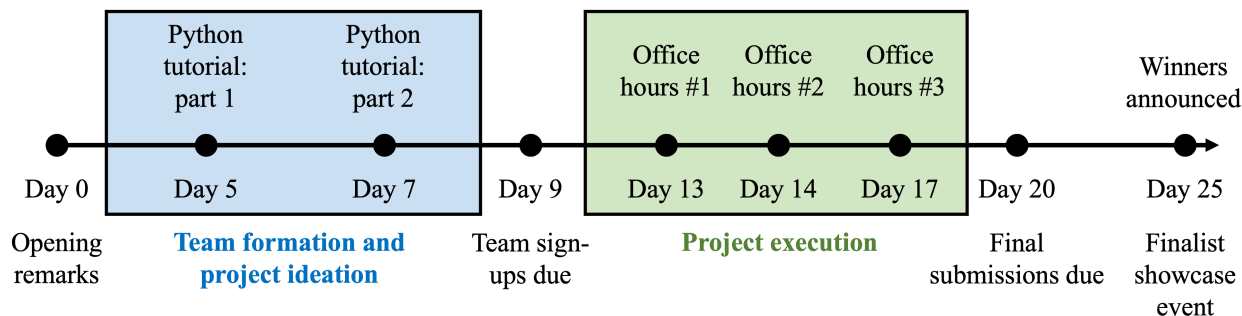 Python
tutorial:
part 1
Python
tutorial:
part 2
Office
hours #1
Office
hours #2
Office
hours #3
Winners
announced
Day 0
Day 5
Day 7
Day 9
Day 13
Day 14
Day 17
Day 20
Day 25
Opening
remarks
Team formation and
project ideation
Team sign-
ups due
Project execution
Final
submissions due
Finalist
showcase
event